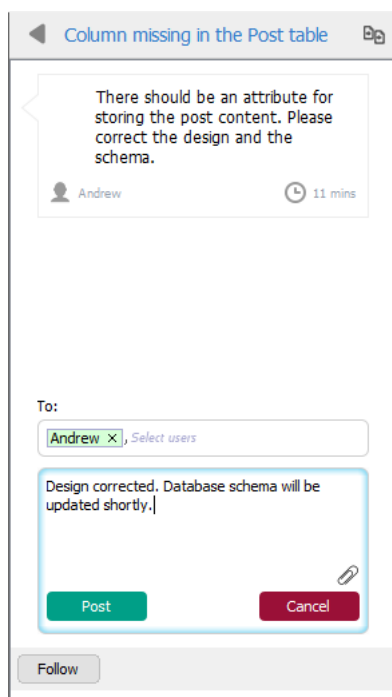 Column missing in the Post table
There should be an attribute for
storing the post content. Please
correct the design and the
schema.
Andrew
11 mins
To:
Andrew ×, Select users
Design corrected. Database schema will be
updated shortly.
Post
Cancel
Follow